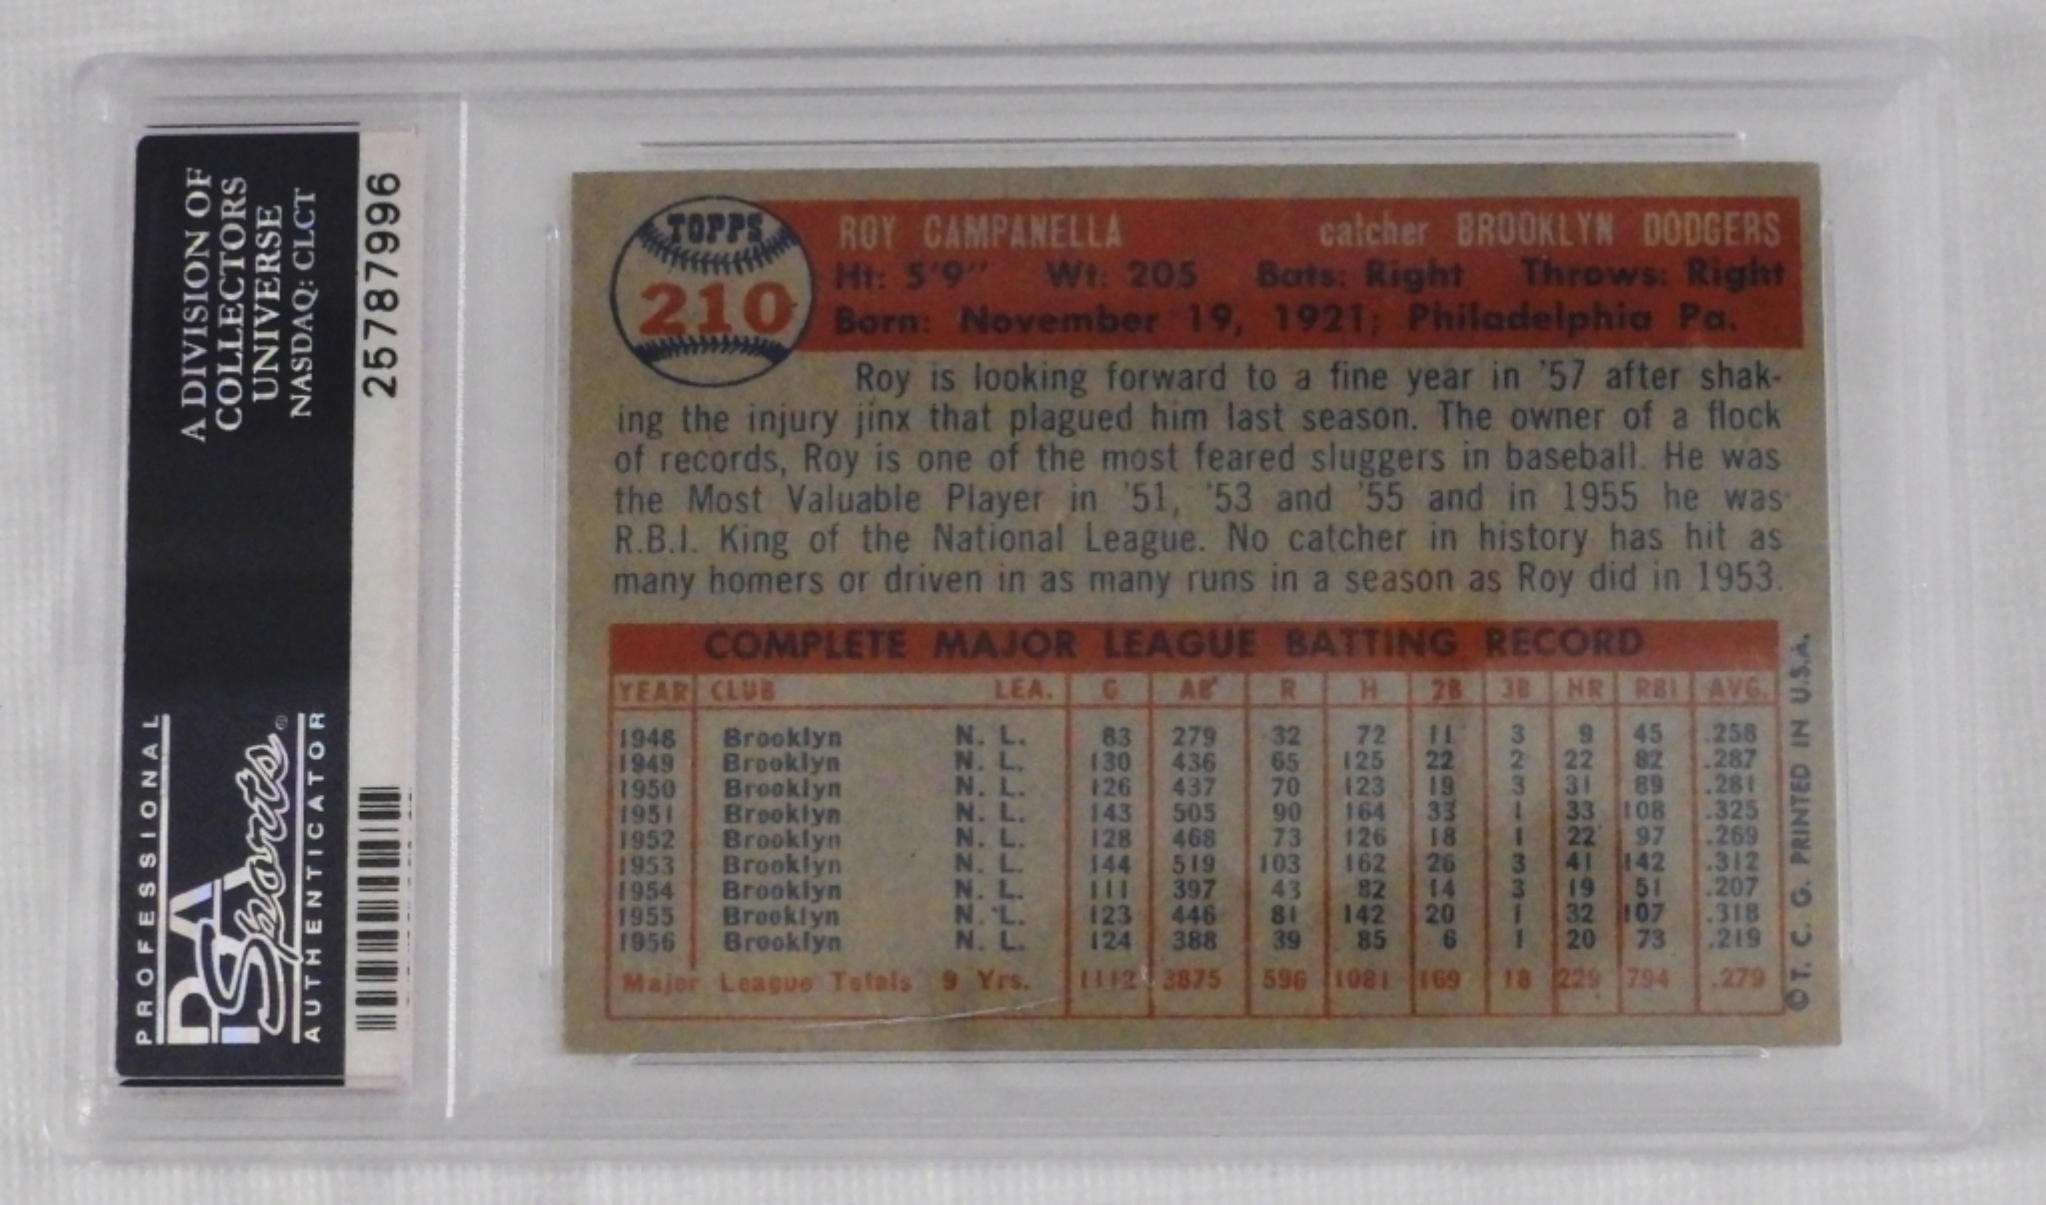 A DIVISION OF
COLLECTORS
UNIVERSE
NASDAQ: CLCT
25787996
PROFESSIONAL
PSA
Sports®
AUTHENTICATOR
TOPPS
210
ROY CAMPANELLA catcher BROOKLYN DODGERS
Ht: 5'9" Wt: 205 Bats: Right Throws: Right
Born: November 19, 1921; Philadelphia Pa.
Roy is looking forward to a fine year in '57 after shak-
ing the injury jinx that plagued him last season. The owner of a flock
of records, Roy is one of the most feared sluggers in baseball. He was
the Most Valuable Player in '51, '53 and '55 and in 1955 he was
R.B.I. King of the National League. No catcher in history has hit as
many homers or driven in as many runs in a season as Roy did in 1953.
COMPLETE MAJOR LEAGUE BATTING RECORD
YEAR CLUB LEA. G AB R H 2B 3B HR RBI AVG.
1948 Brooklyn N. L. 83 279 32 72 11 3 9 45 .258
1949 Brooklyn N. L. 130 436 65 125 22 2 22 82 .287
1950 Brooklyn N. L. 126 437 70 123 19 3 31 89 .281
1951 Brooklyn N. L. 143 505 90 164 33 1 33 108 .325
1952 Brooklyn N. L. 128 468 73 126 18 1 22 97 .269
1953 Brooklyn N. L. 144 519 103 162 26 3 41 142 .312
1954 Brooklyn N. L. 111 397 43 82 14 3 19 51 .207
1955 Brooklyn N. L. 123 446 81 142 20 1 32 107 .318
1956 Brooklyn N. L. 124 388 39 85 6 1 20 73 .219
Major League Totals 9 Yrs. 1112 3875 596 1081 169 18 229 794 .279
© T. C. G. PRINTED IN U.S.A.